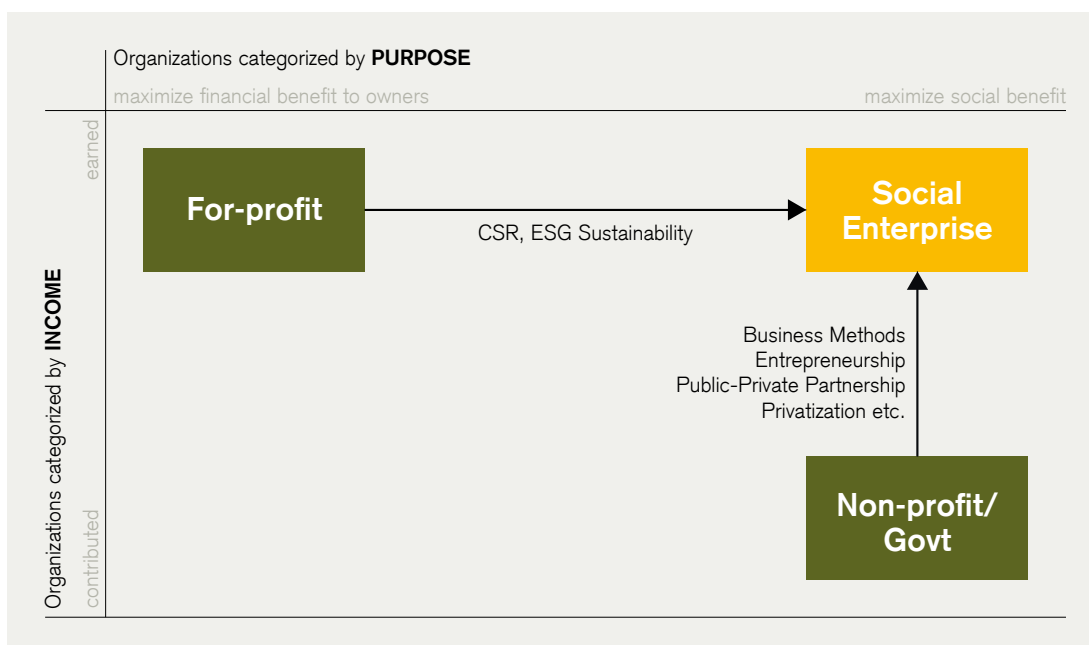 Organizations categorized by PURPOSE
maximize financial benefit to owners
maximize social benefit
Organizations categorized by INCOME
earned
contributed
For-profit
CSR, ESG Sustainability
Social
Enterprise
Business Methods
Entrepreneurship
Public-Private Partnership
Privatization etc.
Non-profit/
Govt